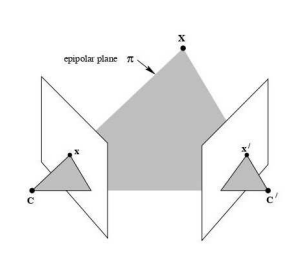 X
epipolar plane π
x
x /
C
C /